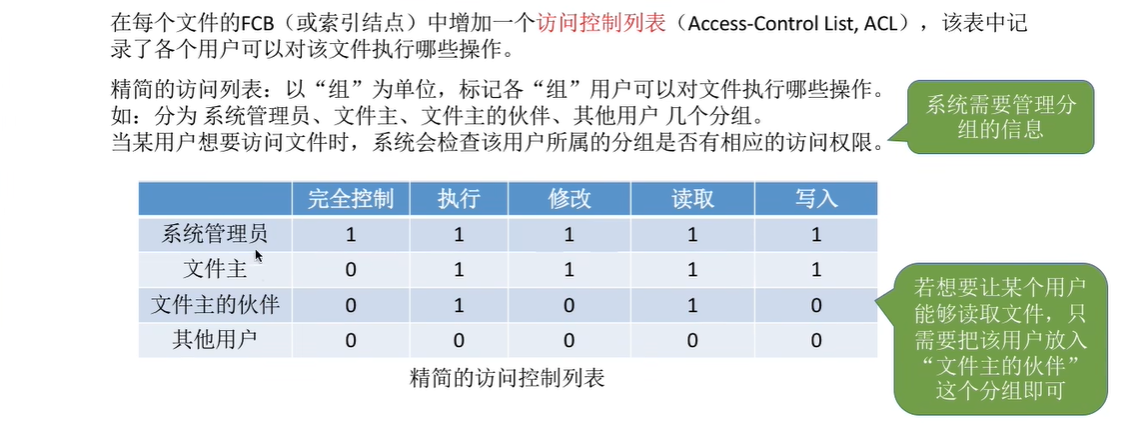 在每个文件的FCB（或索引结点）中增加一个访问控制列表（Access-Control List, ACL），该表中记
录了各个用户可以对该文件执行哪些操作。
精简的访问列表：以“组”为单位，标记各“组”用户可以对文件执行哪些操作。
如：分为 系统管理员、文件主、文件主的伙伴、其他用户 几个分组。
当某用户想要访问文件时，系统会检查该用户所属的分组是否有相应的访问权限。
系统需要管理分
组的信息
完全控制 执行 修改 读取 写入
系统管理员 1 1 1 1 1
文件主 0 1 1 1 1
文件主的伙伴 0 1 0 1 0
其他用户 0 0 0 0 0
精简的访问控制列表
若想要让某个用户
能够读取文件，只
需要把该用户放入
“文件主的伙伴”
这个分组即可